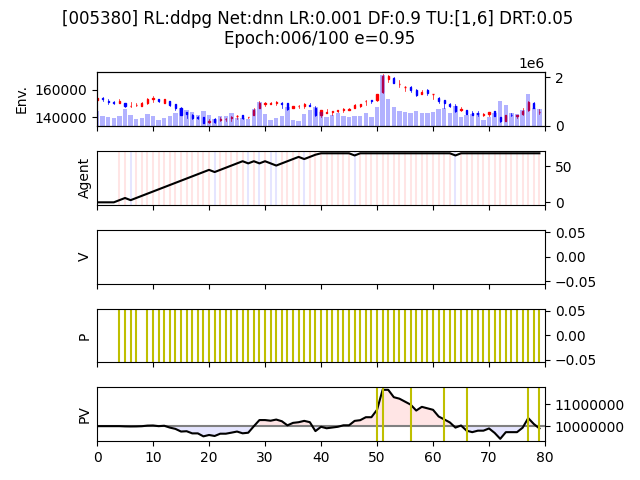 [005380] RL:ddpg Net:dnn LR:0.001 DF:0.9 TU:[1,6] DRT:0.05
Epoch:006/100 e=0.95
1e6
Env.
160000
140000
2
0
Agent
50
0
V
0.05
0.00
−0.05
P
0.05
0.00
−0.05
PV
11000000
10000000
0 10 20 30 40 50 60 70 80